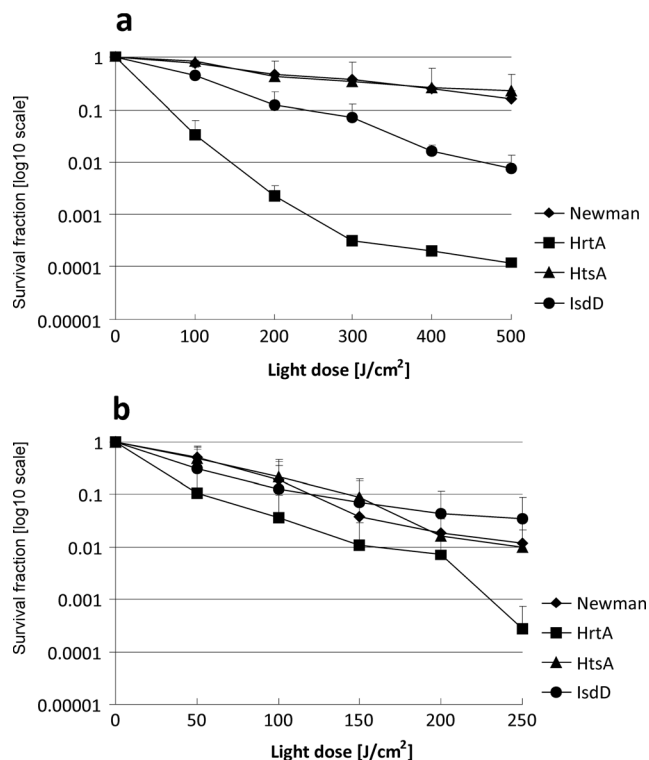 a
Survival fraction [log10 scale]
1
0.1
0.01
0.001
0.0001
0.00001
0 100 200 300 400 500
Light dose [J/cm²]
Newman
HrtA
HtsA
IsdD
b
Survival fraction [log10 scale]
1
0.1
0.01
0.001
0.0001
0.00001
0 50 100 150 200 250
Light dose [J/cm²]
Newman
HrtA
HtsA
IsdD